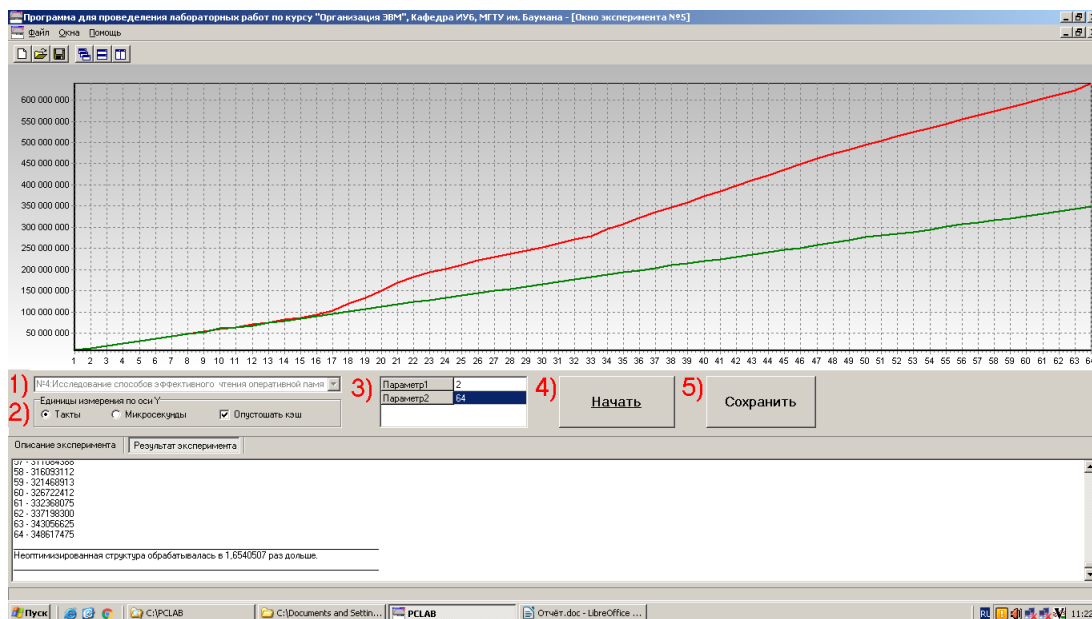 Программа для проведеления лабораторных работ по курсу "Организация ЭВМ", Кафедра ИУ6, МГТУ им. Баумана - [Окно эксперимента №5]
Файл Окна Помощь
600 000 000
550 000 000
500 000 000
450 000 000
400 000 000
350 000 000
300 000 000
250 000 000
200 000 000
150 000 000
100 000 000
50 000 000
1 2 3 4 5 6 7 8 9 10 11 12 13 14 15 16 17 18 19 20 21 22 23 24 25 26 27 28 29 30 31 32 33 34 35 36 37 38 39 40 41 42 43 44 45 46 47 48 49 50 51 52 53 54 55 56 57 58 59 60 61 62 63 64
1) №4:Исследование способов эффективного чтения оперативной памя
2) Единицы измерения по оси Y
Такты Микросекунды Опустошать кэш
3) Параметр1 2
Параметр2 64
4) Начать
5) Сохранить
Описание эксперимента Результат эксперимента
57 - 311084388
58 - 316093112
59 - 321468913
60 - 326722412
61 - 332368075
62 - 337198300
63 - 343056625
64 - 348617475
Неоптимизированная структура обрабатывалась в 1,6540507 раз дольше.
Пуск C:\PCLAB C:\Documents and Settin... PCLAB Отчёт.doc - LibreOffice ... RL 11:22